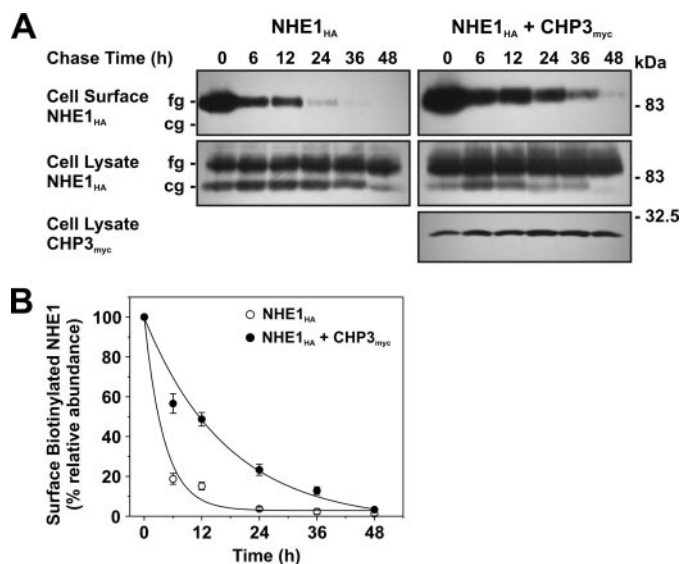 A
NHE1HA
NHE1HA + CHP3myc
Chase Time (h) 0 6 12 24 36 48 0 6 12 24 36 48 kDa
Cell Surface NHE1HA
fg
cg
- 83
Cell Lysate NHE1HA
fg
cg
- 83
Cell Lysate CHP3myc
- 32.5
B
Surface Biotinylated NHE1
(% relative abundance)
100
80
60
40
20
0
NHE1HA
NHE1HA + CHP3myc
0 12 24 36 48
Time (h)